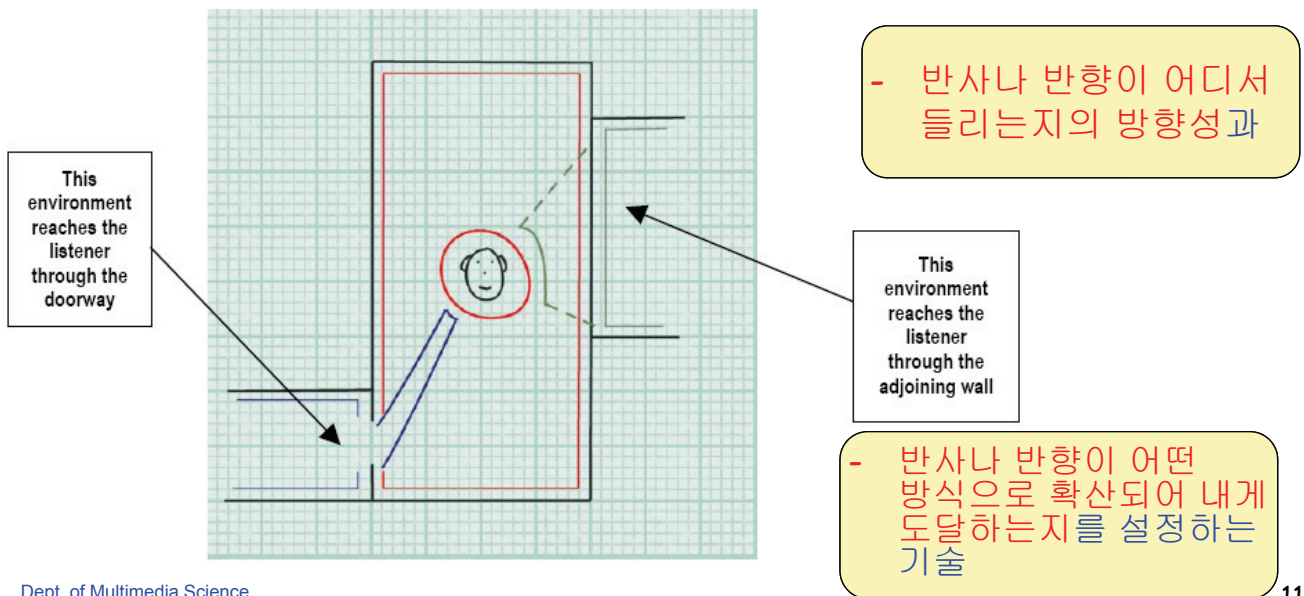 This
environment
reaches the
listener
through the
doorway
- 반사나 반향이 어디서
들리는지의 방향성과
This
environment
reaches the
listener
through the
adjoining wall
- 반사나 반향이 어떤
방식으로 확산되어 내게
도달하는지를 설정하는
기술
Dept. of Multimedia Science
11